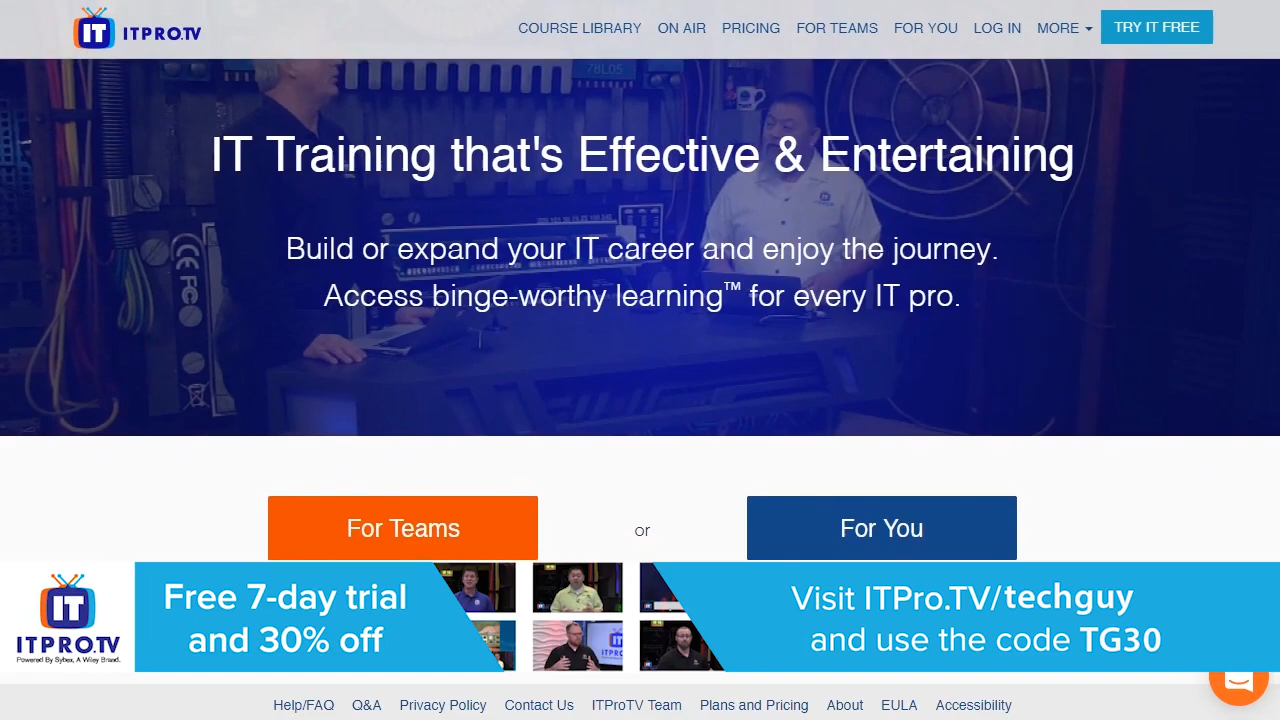 IT
ITPRO.TV
COURSE LIBRARY
ON AIR
PRICING
FOR TEAMS
FOR YOU
LOG IN
MORE
TRY IT FREE
78L05
IT Training that's Effective & Entertaining
Build or expand your IT career and enjoy the journey.
Access binge-worthy learning™ for every IT pro.
For Teams
or
For You
IT
ITPRO.TV
Powered By Sybex, A Wiley Brand.
Free 7-day trial
and 30% off
Visit ITPro.TV/techguy
and use the code TG30
Help/FAQ
Q&A
Privacy Policy
Contact Us
ITProTV Team
Plans and Pricing
About
EULA
Accessibility